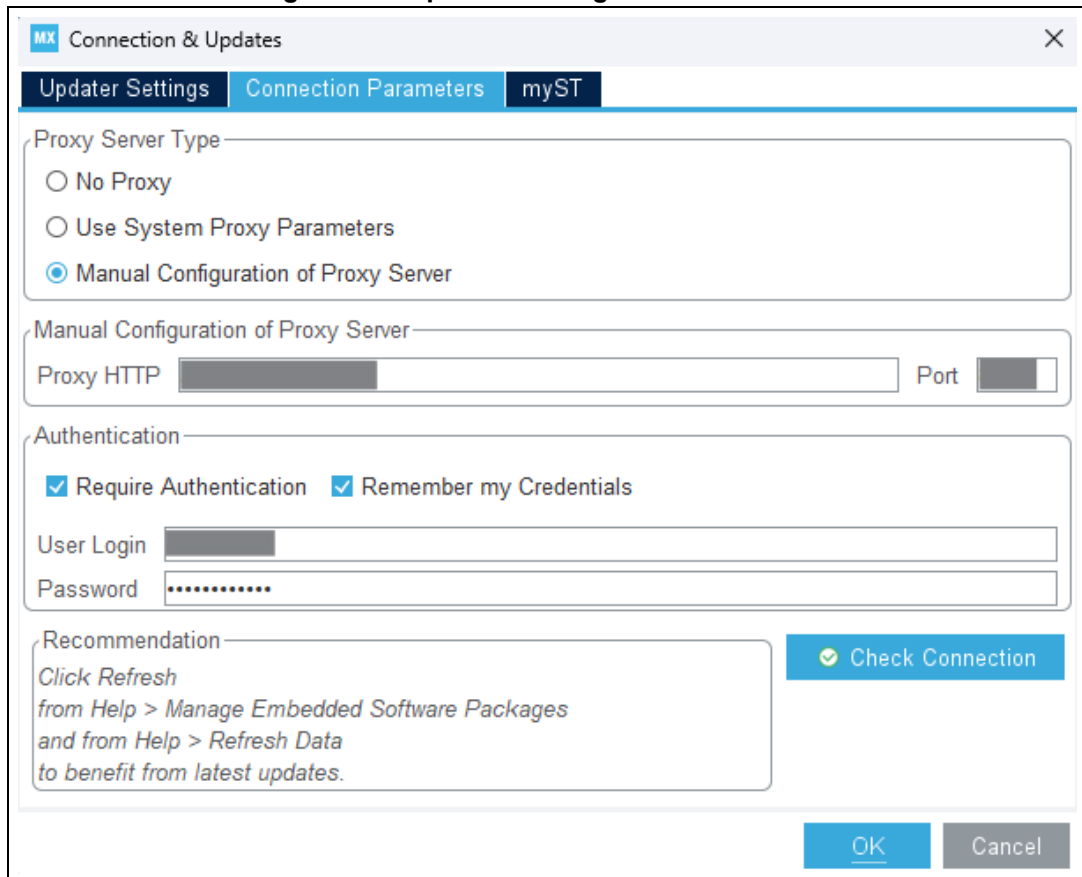 MX Connection & Updates
Updater Settings Connection Parameters myST
Proxy Server Type
No Proxy
Use System Proxy Parameters
Manual Configuration of Proxy Server
Manual Configuration of Proxy Server
Proxy HTTP Port
Authentication
Require Authentication Remember my Credentials
User Login
Password ••••••••••••
Recommendation
Click Refresh
from Help > Manage Embedded Software Packages
and from Help > Refresh Data
to benefit from latest updates.
Check Connection
OK Cancel